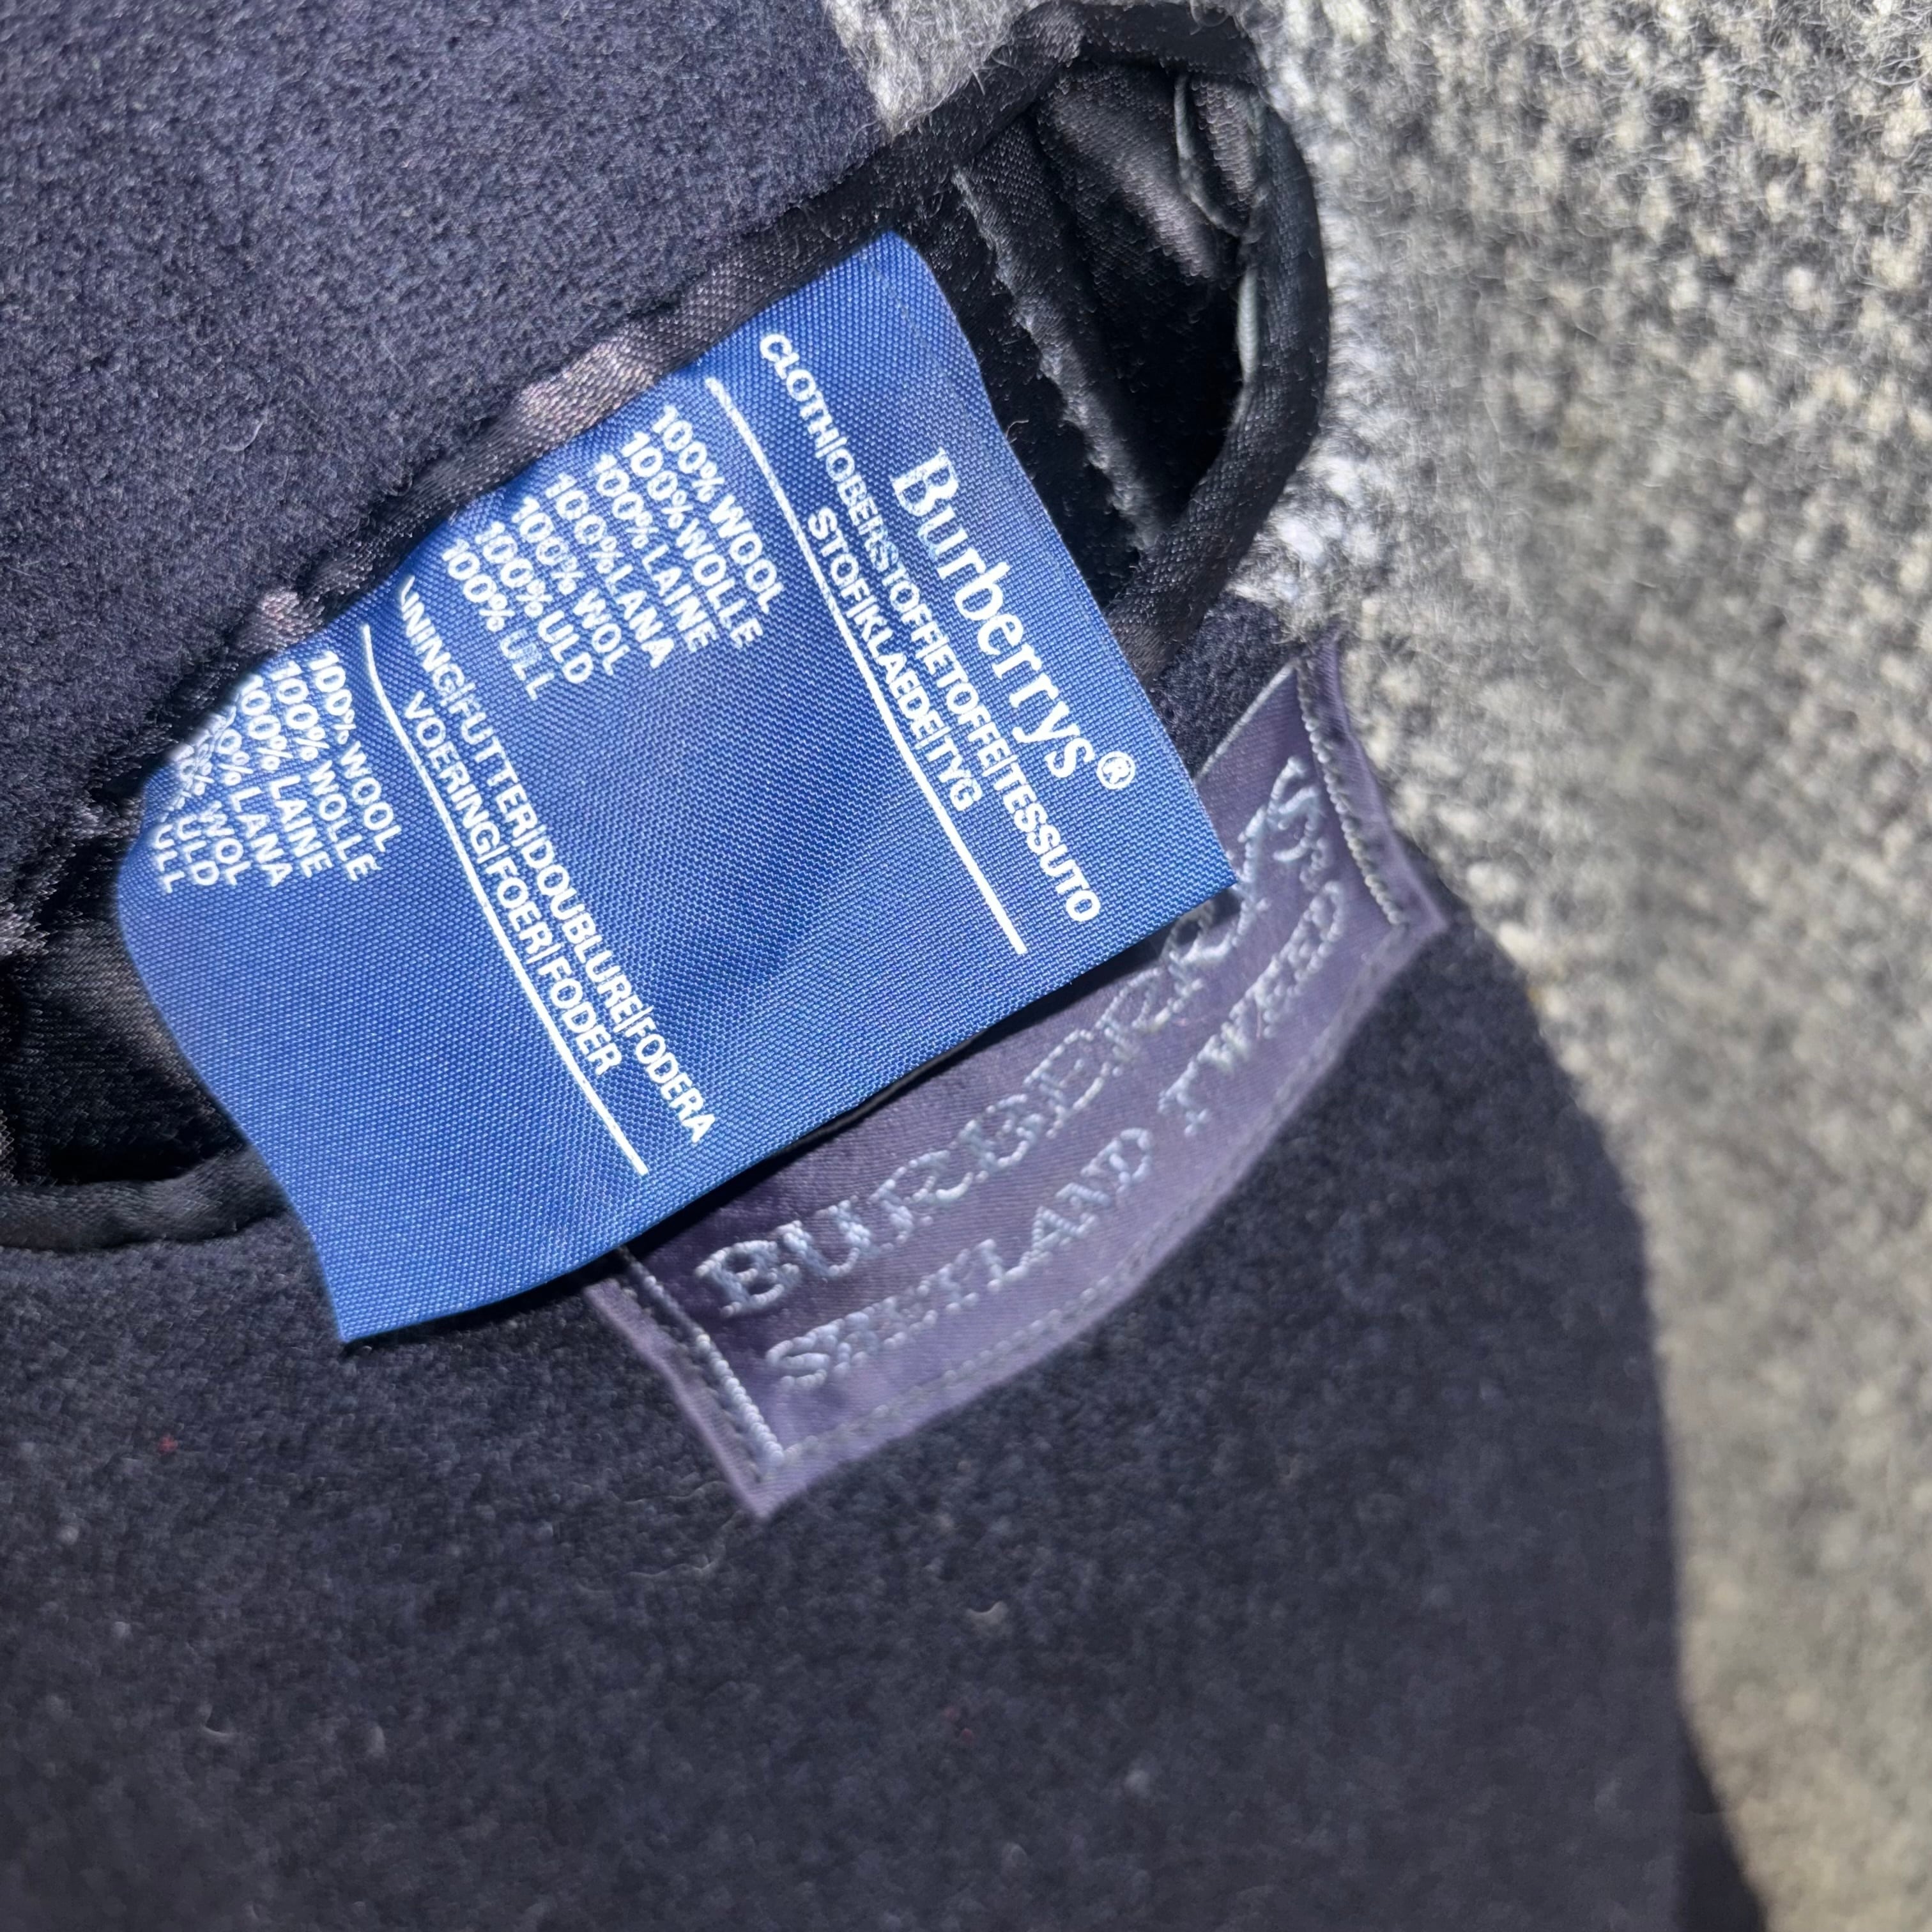 Burberrys®
CLOTH|OBERSTOFF|ETOFFE|TESSUTO
STOF|KLAEDE|TYG
100% WOOL
100% WOLLE
100% LAINE
100% LANA
100% WOL
100% ULD
100% ULL
LINING|FUTTER|DOUBLURE|FODERA
VOERING|FOER|FODER
100% WOOL
100% WOLLE
100% LAINE
100% LANA
WOL
ULD
ULL
BURBERRYS'
SHETLAND TWEED